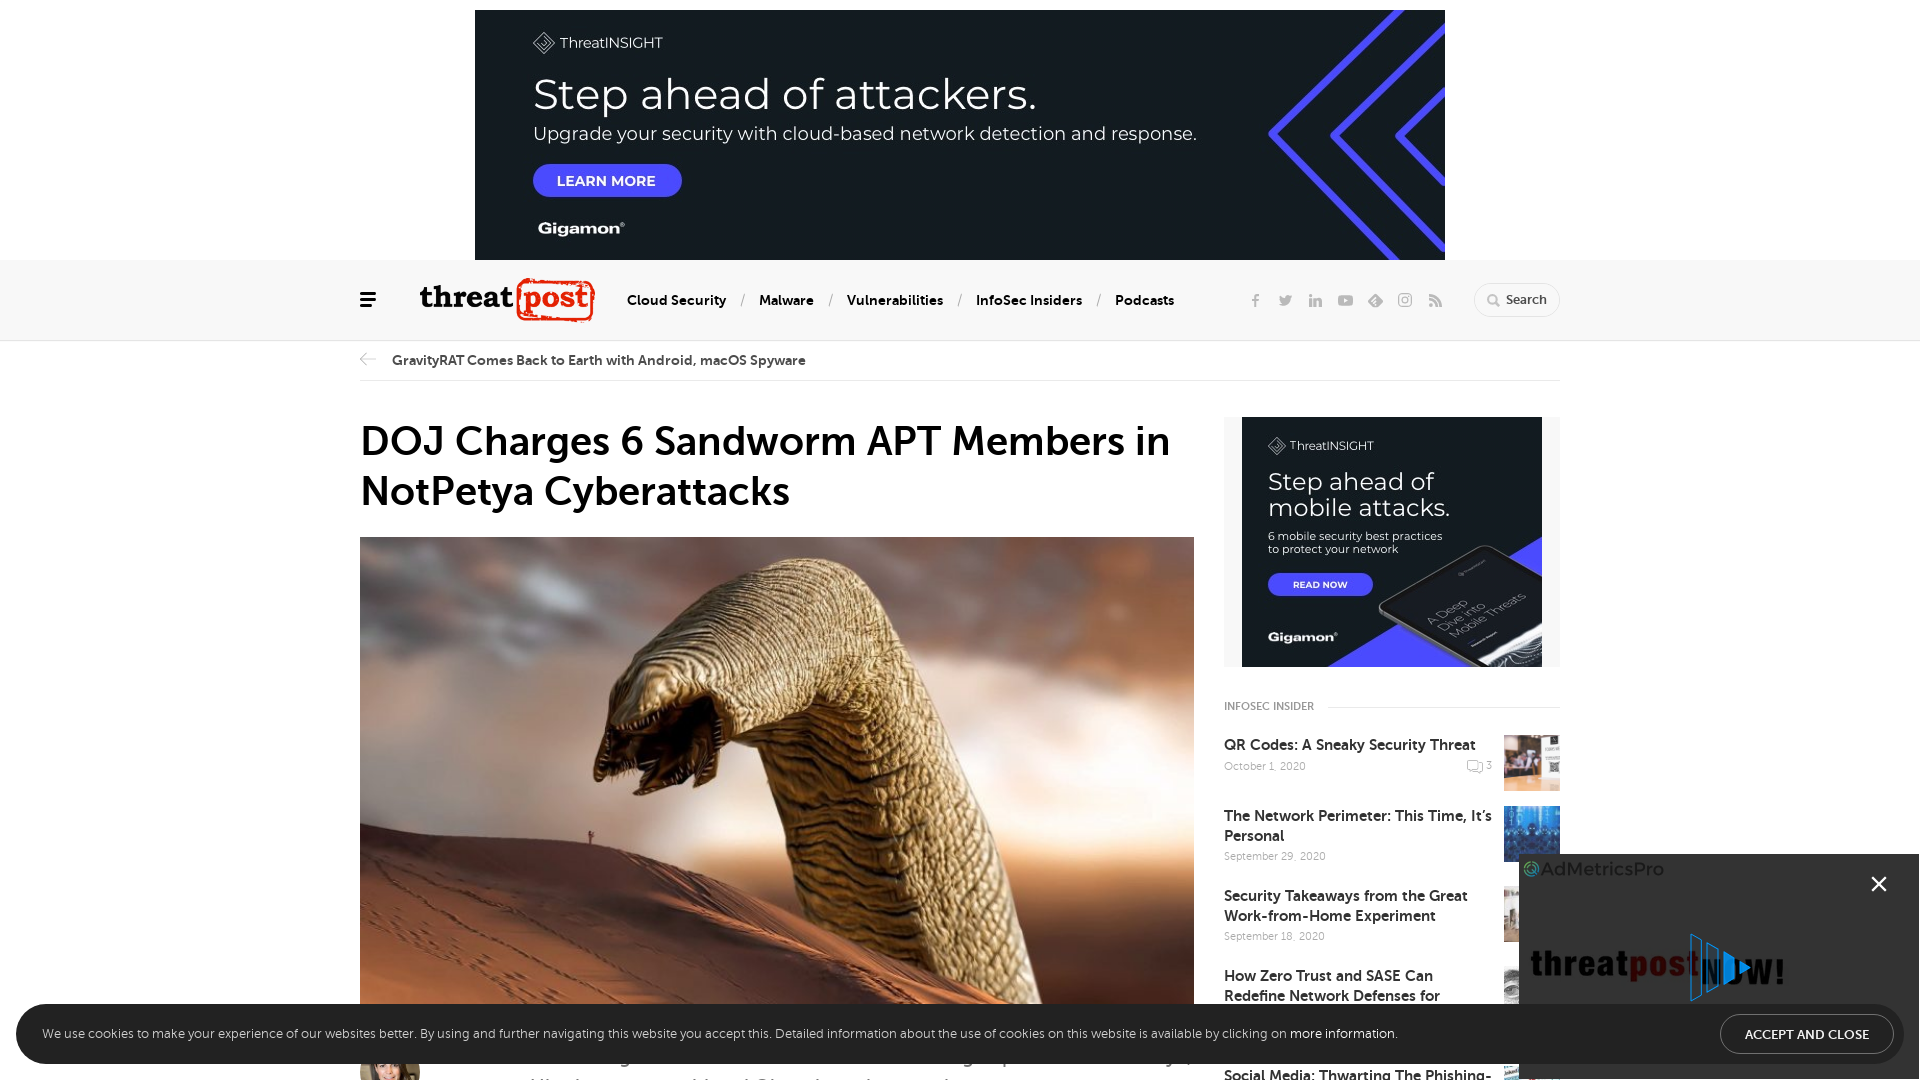 ThreatINSIGHT
Step ahead of attackers.
Upgrade your security with cloud-based network detection and response.
LEARN MORE
Gigamon®
threatpost
Cloud Security / Malware / Vulnerabilities / InfoSec Insiders / Podcasts
Search
GravityRAT Comes Back to Earth with Android, macOS Spyware
DOJ Charges 6 Sandworm APT Members in
NotPetya Cyberattacks
ThreatINSIGHT
Step ahead of
mobile attacks.
6 mobile security best practices
to protect your network
READ NOW
A Deep
Dive into
Mobile Threats
Gigamon®
INFOSEC INSIDER
QR Codes: A Sneaky Security Threat
October 1, 2020
3
The Network Perimeter: This Time, It’s
Personal
September 29, 2020
Security Takeaways from the Great
Work-from-Home Experiment
September 18, 2020
How Zero Trust and SASE Can
Redefine Network Defenses for
Social Media: Thwarting The Phishing-
AdMetricsPro
threatpost NOW!
We use cookies to make your experience of our websites better. By using and further navigating this website you accept this. Detailed information about the use of cookies on this website is available by clicking on more information.
ACCEPT AND CLOSE